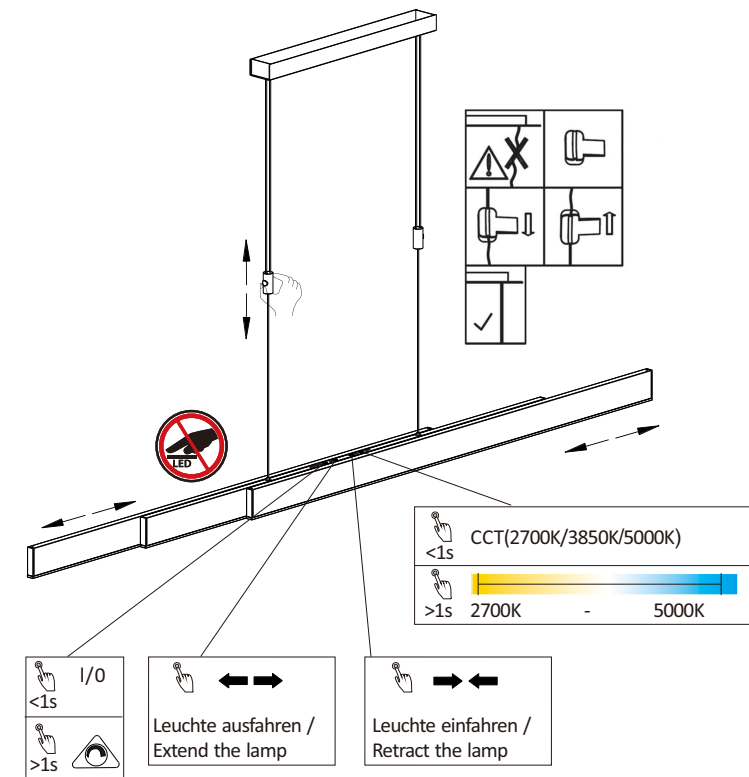 LED
<1s CCT(2700K/3850K/5000K)
>1s 2700K - 5000K
<1s I/0
>1s
Leuchte ausfahren /
Extend the lamp
Leuchte einfahren /
Retract the lamp